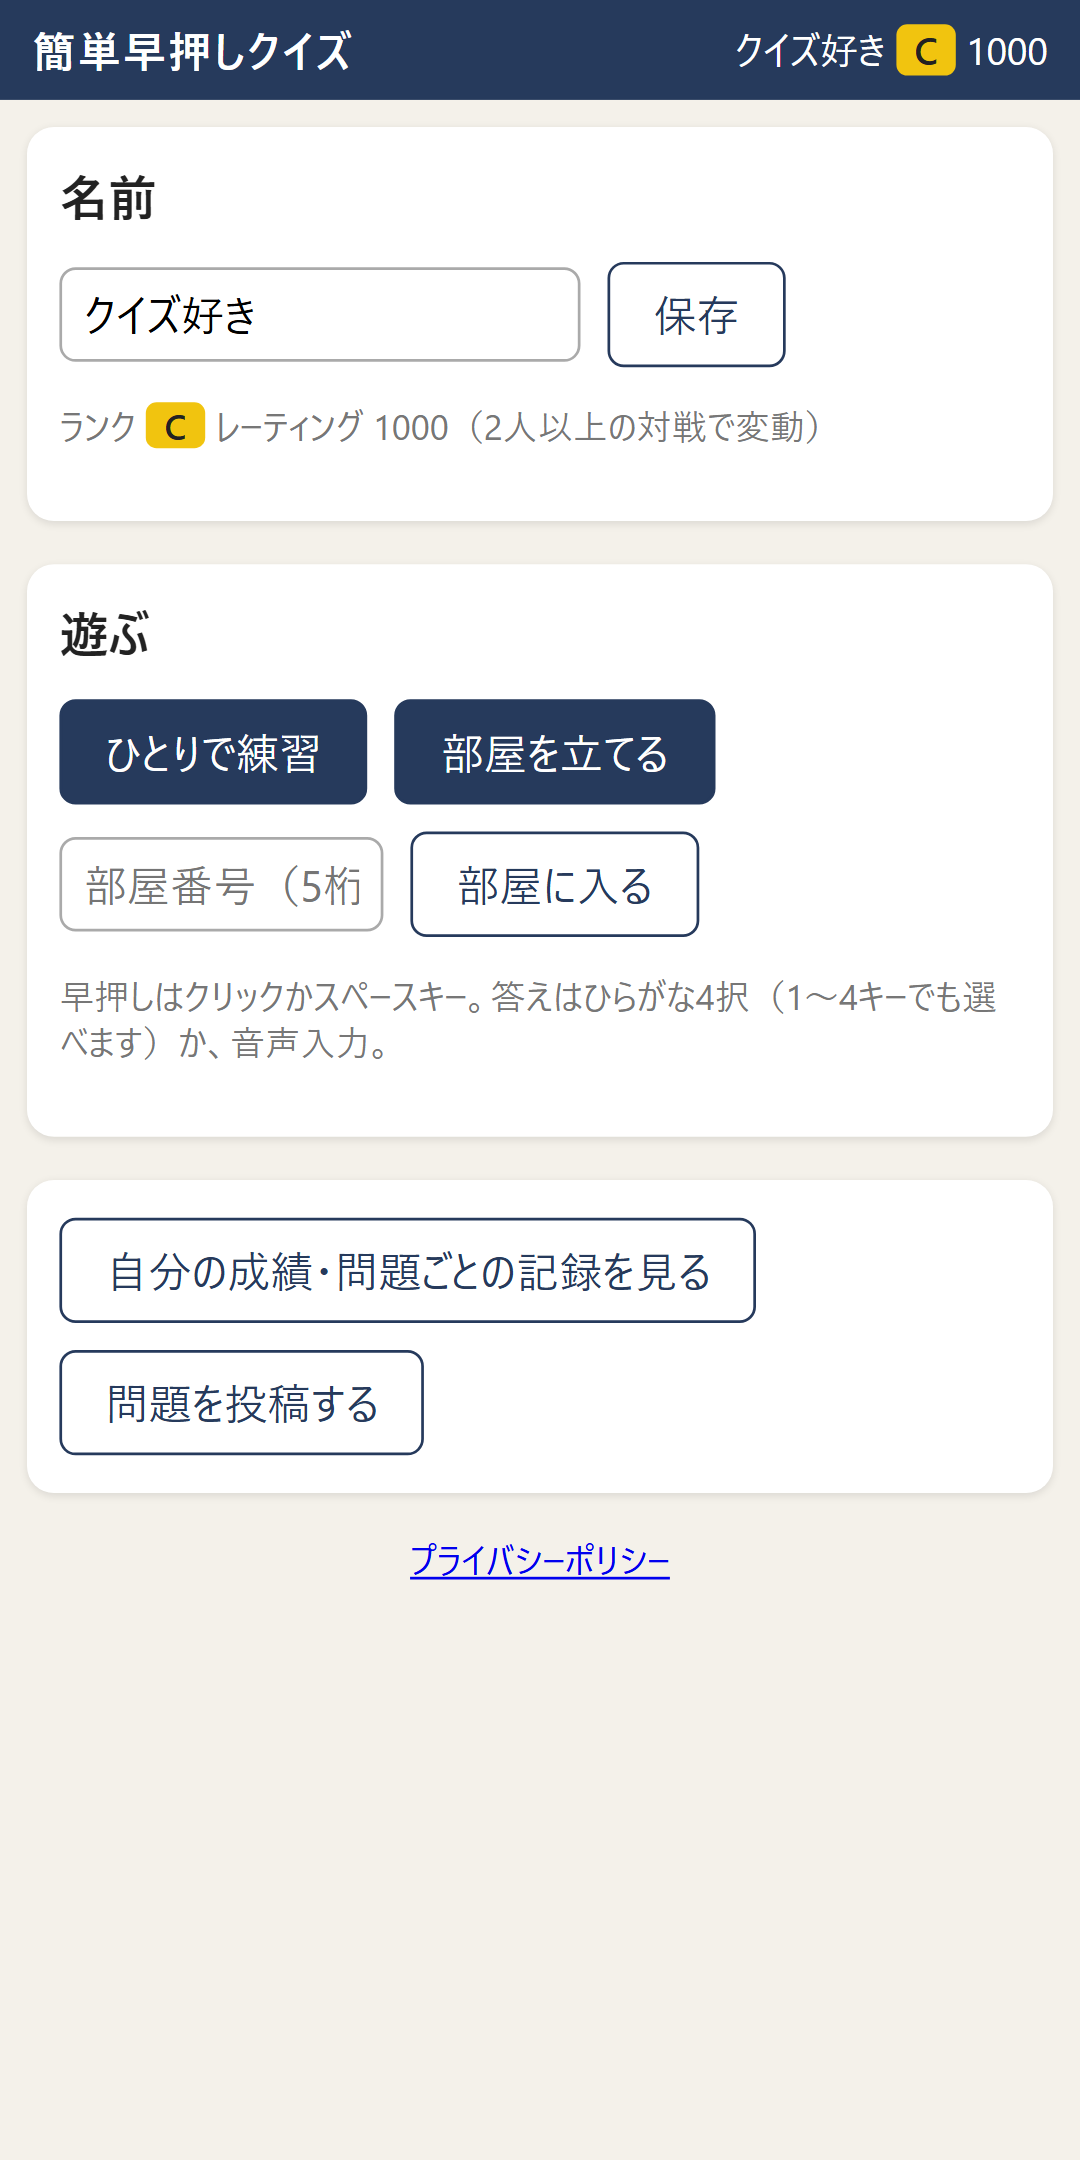 簡単早押しクイズ
クイズ好き C 1000
名前
クイズ好き
保存
ランク C レーティング 1000（2人以上の対戦で変動）
遊ぶ
ひとりで練習
部屋を立てる
部屋番号（5桁
部屋に入る
早押しはクリックかスペースキー。答えはひらがな4択（1〜4キーでも選
べます）か、音声入力。
自分の成績・問題ごとの記録を見る
問題を投稿する
プライバシーポリシー